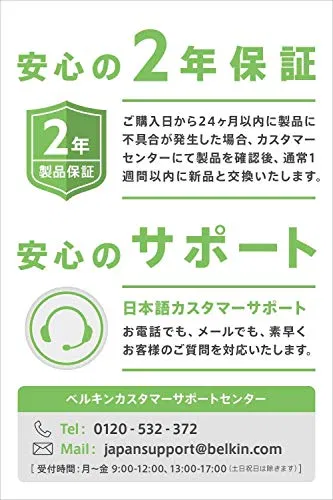 安心の2年保証
2年
製品保証
ご購入日から24ヶ月以内に製品に
不具合が発生した場合、カスタマー
センターにて製品を確認後、通常1
週間以内に新品と交換いたします。
安心のサポート
日本語カスタマーサポート
お電話でも、メールでも、素早く
お客様のご質問を対応いたします。
ベルキンカスタマーサポートセンター
Tel: 0120-532-372
Mail: japansupport@belkin.com
[ 受付時間:月~金 9:00-12:00、13:00-17:00 (土日祝日は除きます) ]